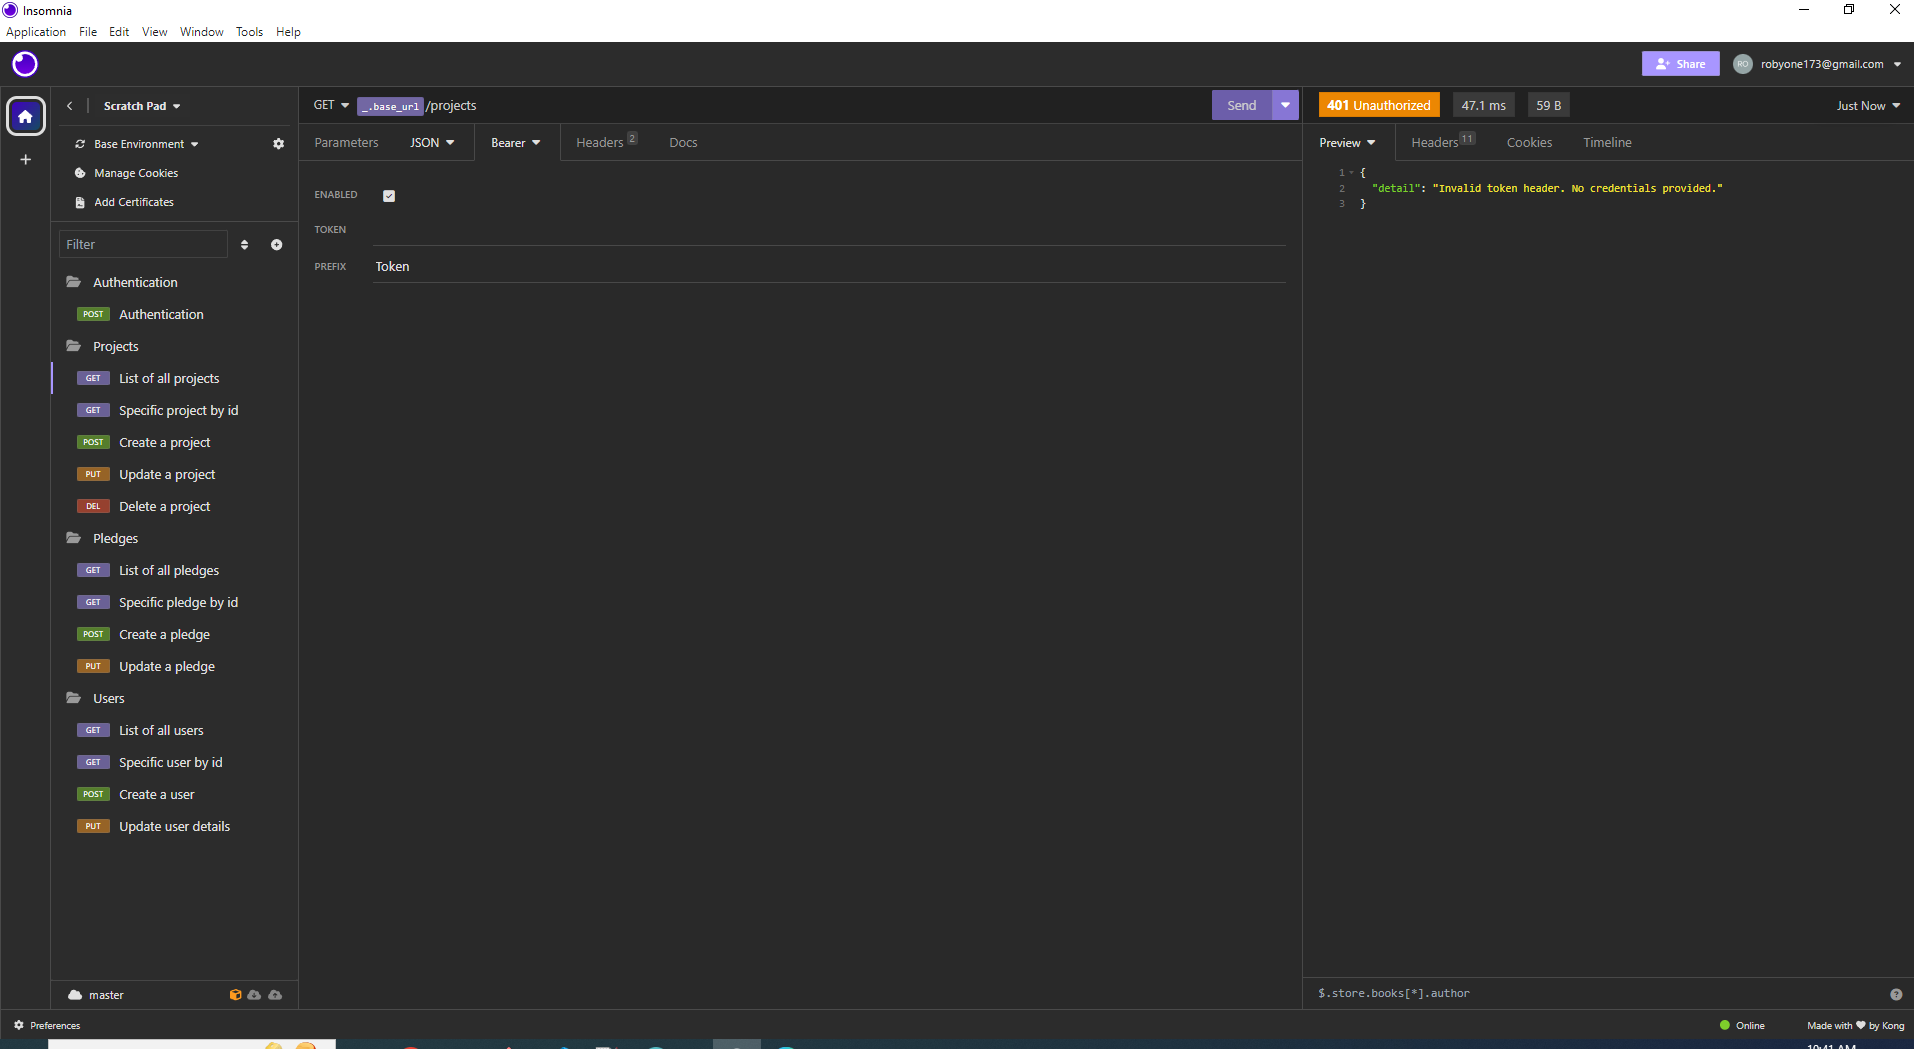 Insomnia
Application File Edit View Window Tools Help
Share RO robyone173@gmail.com
Scratch Pad
GET _.base_url /projects Send
401 Unauthorized 47.1 ms 59 B Just Now
Base Environment
Manage Cookies
Add Certificates
Parameters JSON Bearer Headers 2 Docs
Preview Headers 11 Cookies Timeline
ENABLED
TOKEN
PREFIX Token
1 {
2 "detail": "Invalid token header. No credentials provided."
3 }
Filter
Authentication
POST Authentication
Projects
GET List of all projects
GET Specific project by id
POST Create a project
PUT Update a project
DEL Delete a project
Pledges
GET List of all pledges
GET Specific pledge by id
POST Create a pledge
PUT Update a pledge
Users
GET List of all users
GET Specific user by id
POST Create a user
PUT Update user details
master
$.store.books[*].author
Preferences
Online Made with ♥ by Kong
10:41 AM